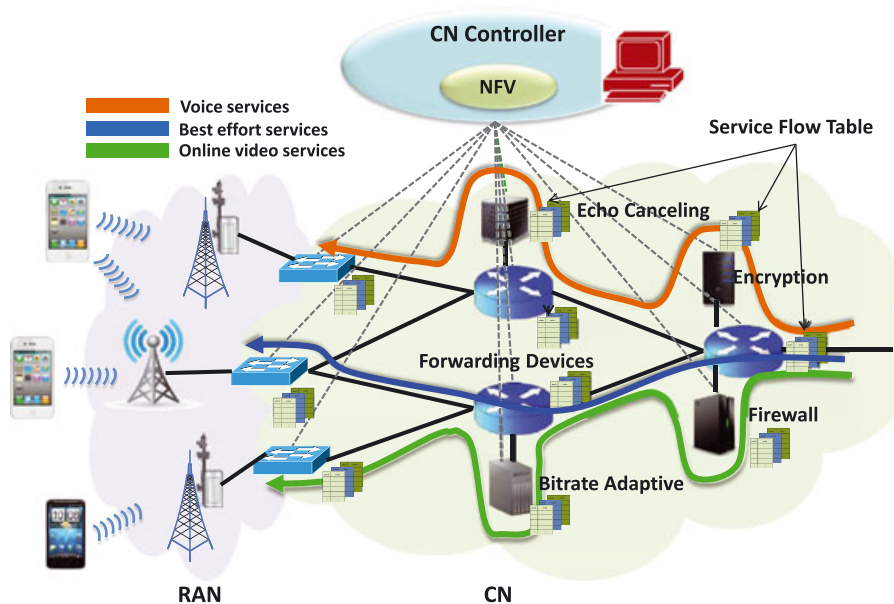 CN Controller
NFV
Voice services
Best effort services
Online video services
Service Flow Table
Echo Canceling
Encryption
Forwarding Devices
Firewall
Bitrate Adaptive
RAN
CN